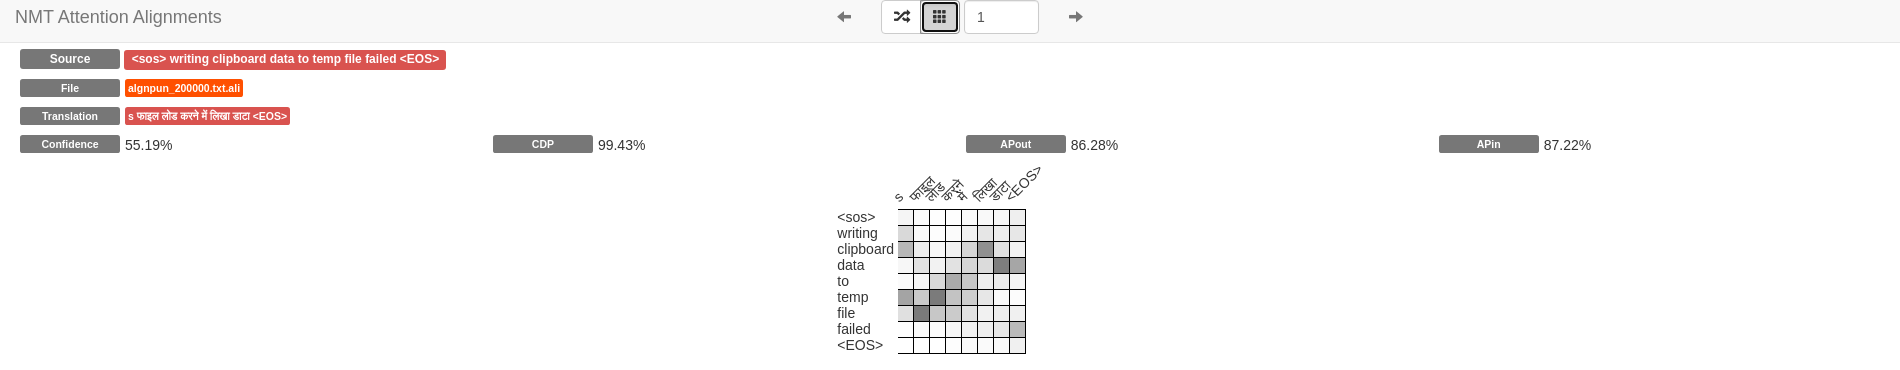 NMT Attention Alignments
1
Source <sos> writing clipboard data to temp file failed <EOS>
File algnpun_200000.txt.ali
Translation s फाइल लोड करने में लिखा डाटा <EOS>
Confidence 55.19% CDP 99.43% APout 86.28% APin 87.22%
s फाइल लोड करने में लिखा डाटा <EOS>
<sos>
writing
clipboard
data
to
temp
file
failed
<EOS>